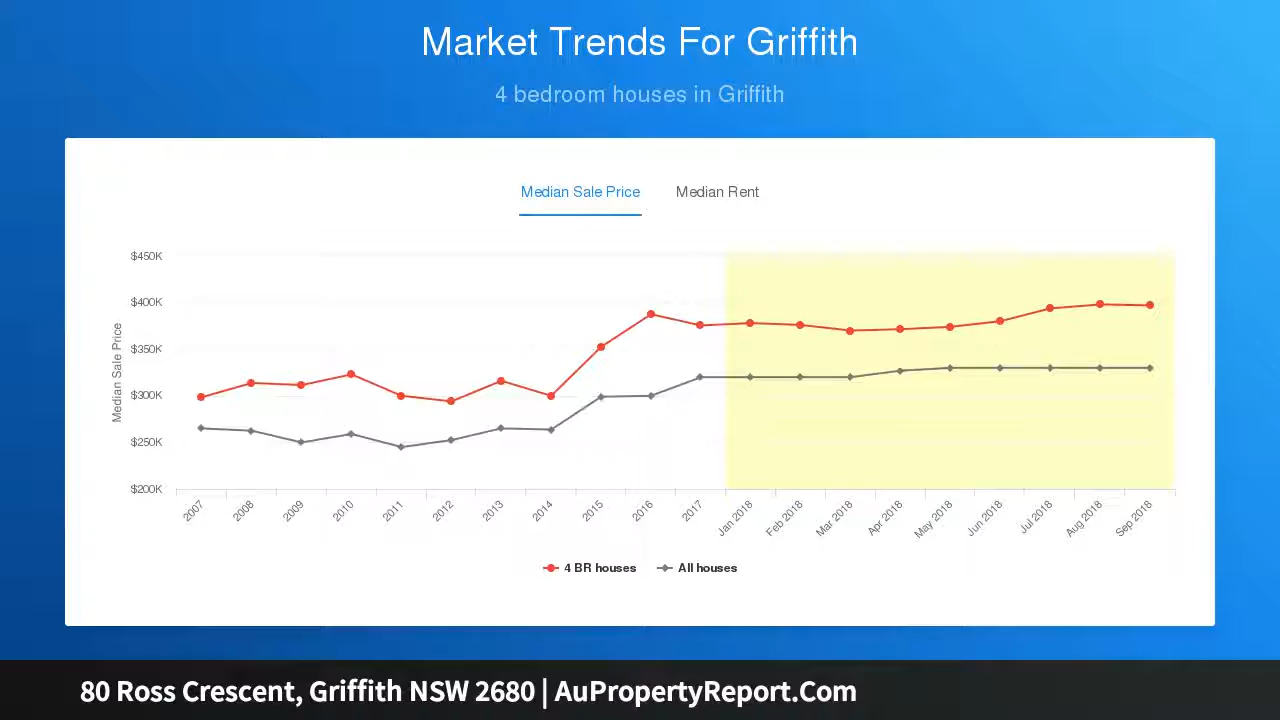 Market Trends For Griffith
4 bedroom houses in Griffith
Median Sale Price Median Rent
$450K
$400K
$350K
$300K
$250K
$200K
Median Sale Price
2007 2008 2009 2010 2011 2012 2013 2014 2015 2016 2017 Jan 2018 Feb 2018 Mar 2018 Apr 2018 May 2018 Jun 2018 Jul 2018 Aug 2018 Sep 2018
4 BR houses All houses
80 Ross Crescent, Griffith NSW 2680 | AuPropertyReport.Com